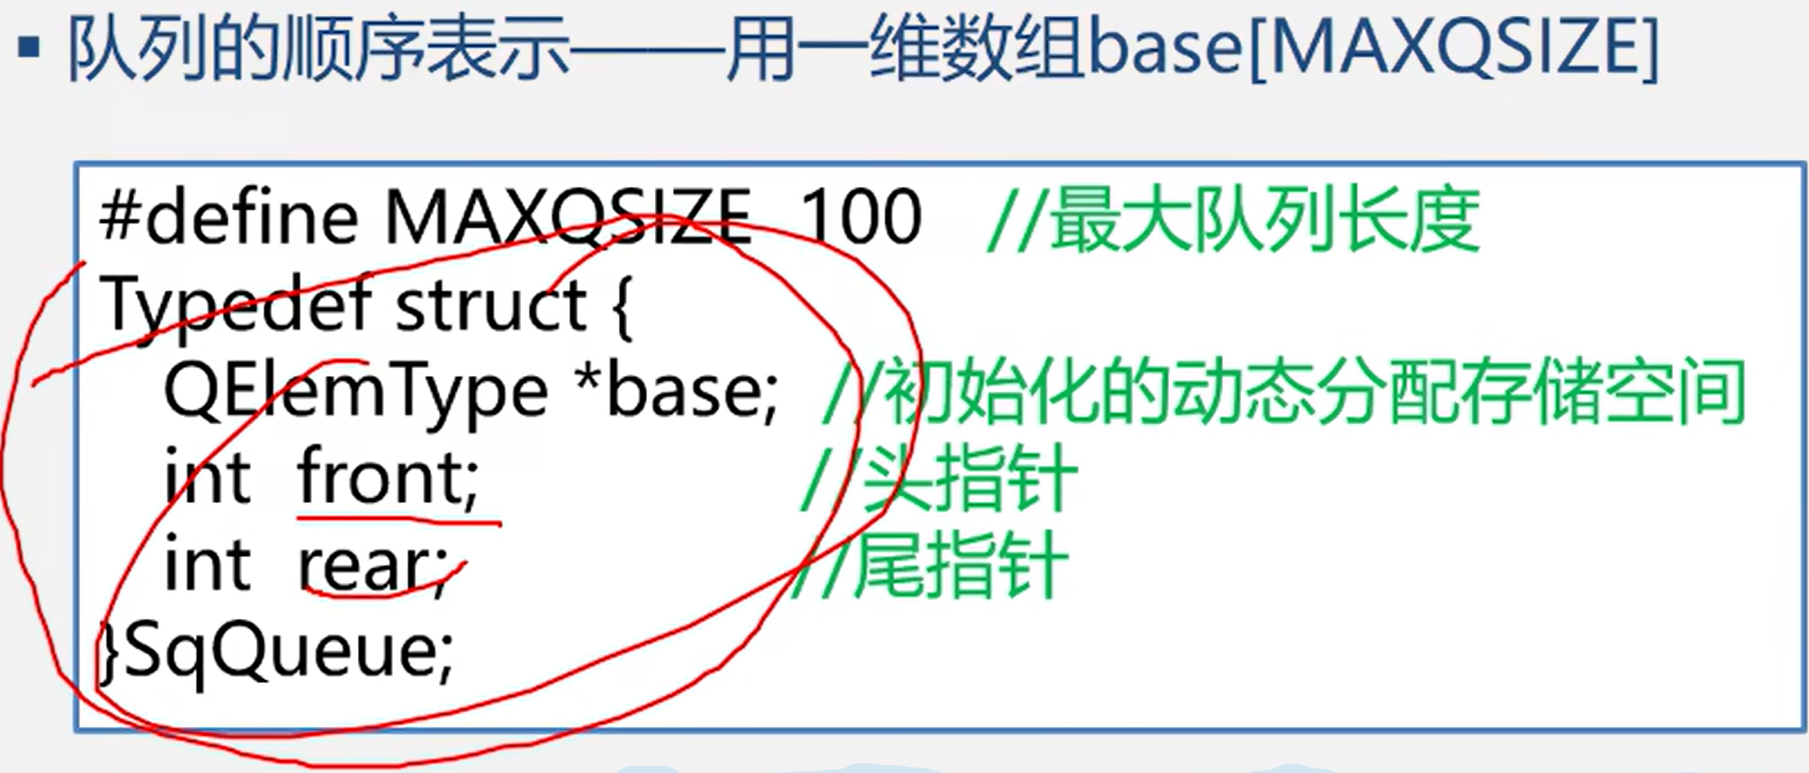 ▪ 队列的顺序表示——用一维数组base[MAXQSIZE]
#define MAXQSIZE 100 //最大队列长度
Typedef struct {
QElemType *base; //初始化的动态分配存储空间
int front; //头指针
int rear; //尾指针
}SqQueue;